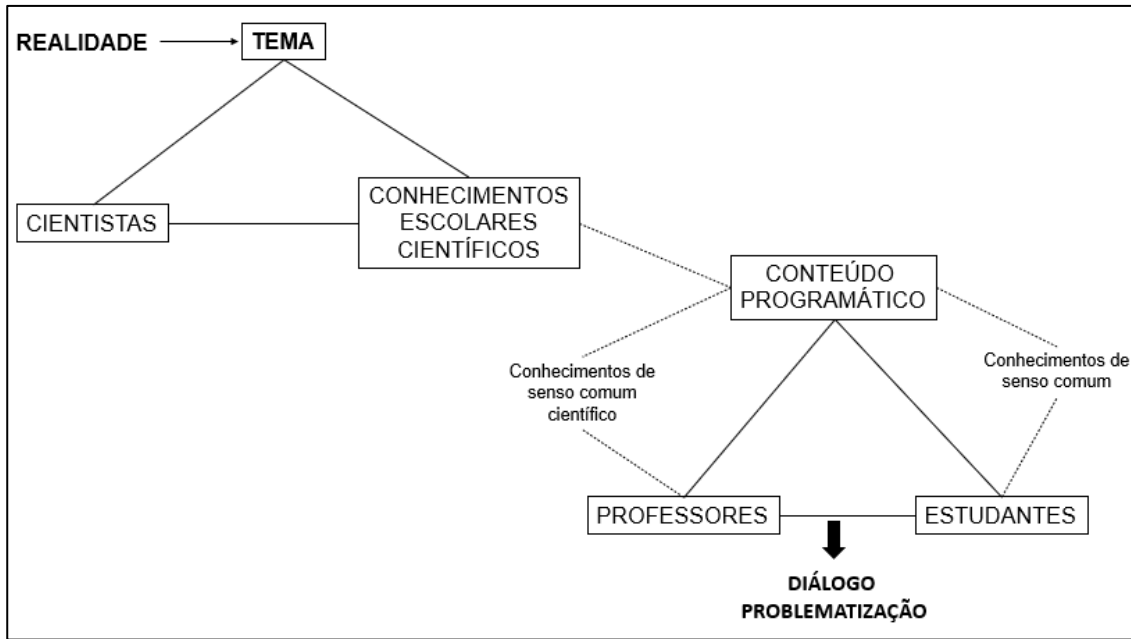 REALIDADE
TEMA
CIENTISTAS
CONHECIMENTOS
ESCOLARES
CIENTÍFICOS
CONTEÚDO
PROGRAMÁTICO
Conhecimentos de
senso comum
científico
Conhecimentos de
senso comum
PROFESSORES
ESTUDANTES
DIÁLOGO
PROBLEMATIZAÇÃO